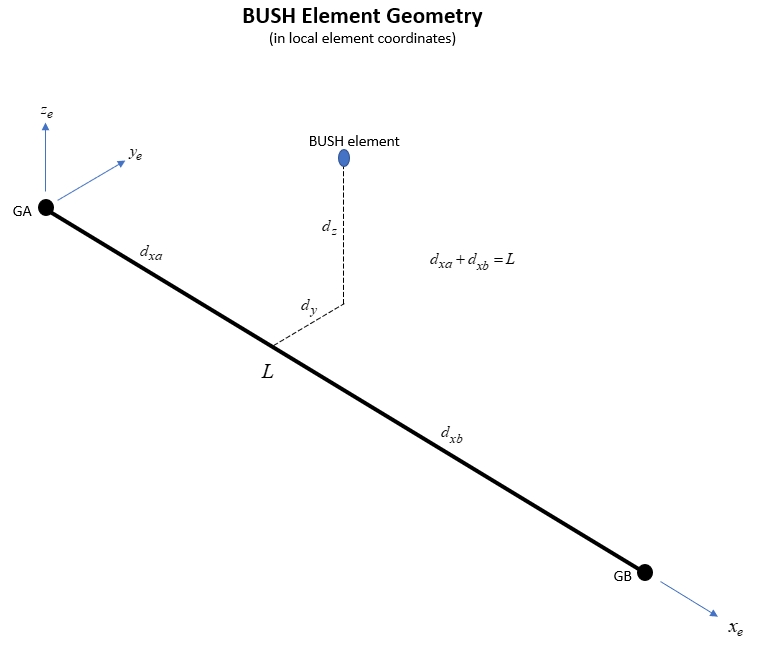 BUSH Element Geometry
(in local element coordinates)
z_e
BUSH element
y_e
GA
d_z
d_xa
d_xa + d_xb = L
d_y
L
d_xb
GB
x_e